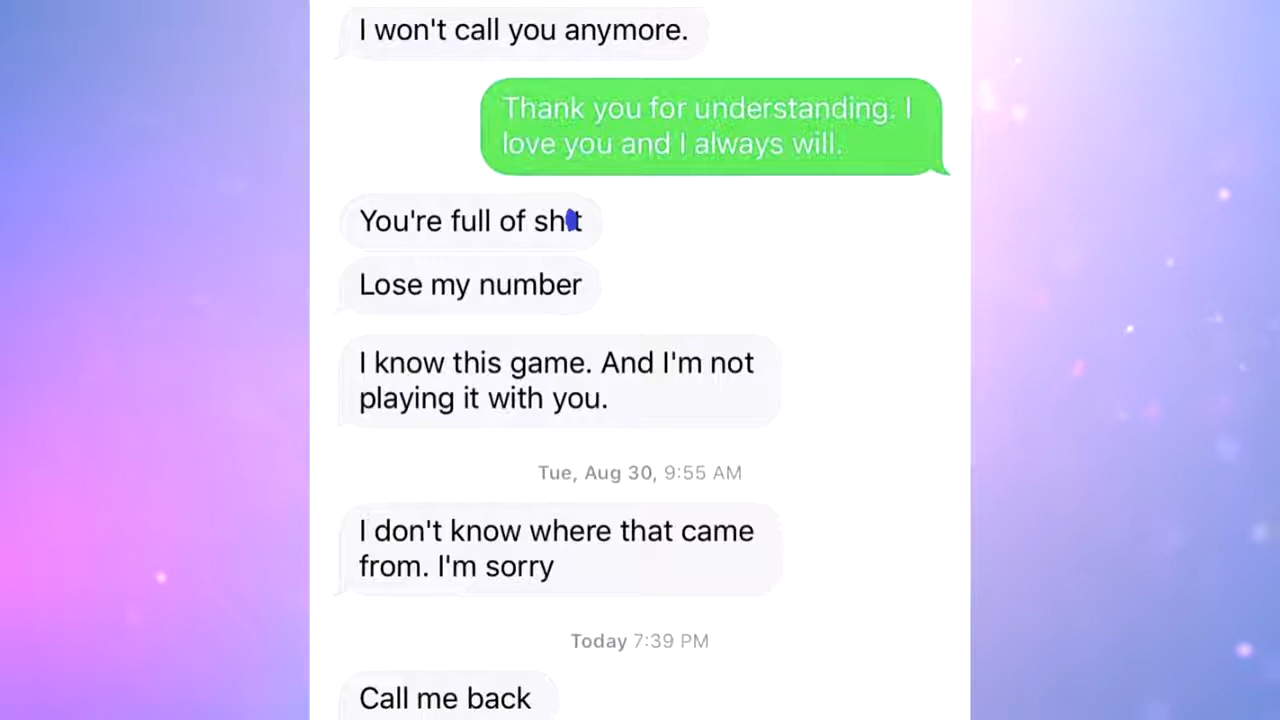 I won't call you anymore.
Thank you for understanding. I
love you and I always will.
You're full of sh t
Lose my number
I know this game. And I'm not
playing it with you.
Tue, Aug 30, 9:55 AM
I don't know where that came
from. I'm sorry
Today 7:39 PM
Call me back